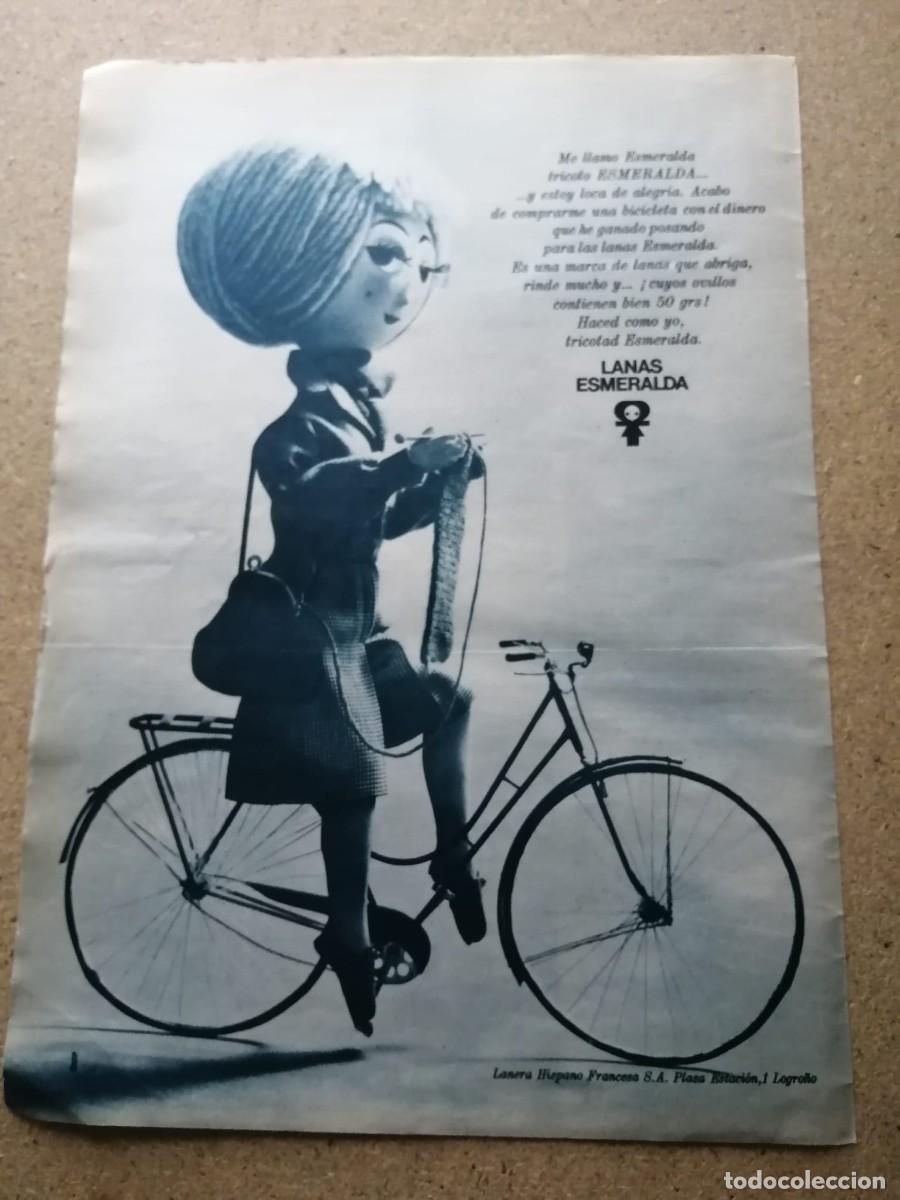 Me llamo Esmeralda
tricoto ESMERALDA...
...y estoy loca de alegría. Acabo
de comprarme una bicicleta con el dinero
que he ganado posando
para las lanas Esmeralda.
Es una marca de lanas que abriga,
rinde mucho y... ¡cuyos ovillos
contienen bien 50 grs!
Haced como yo,
tricotad Esmeralda.
LANAS
ESMERALDA
Lanera Hispano Francesa S.A. Plaza Estación,1 Logroño
todocoleccion